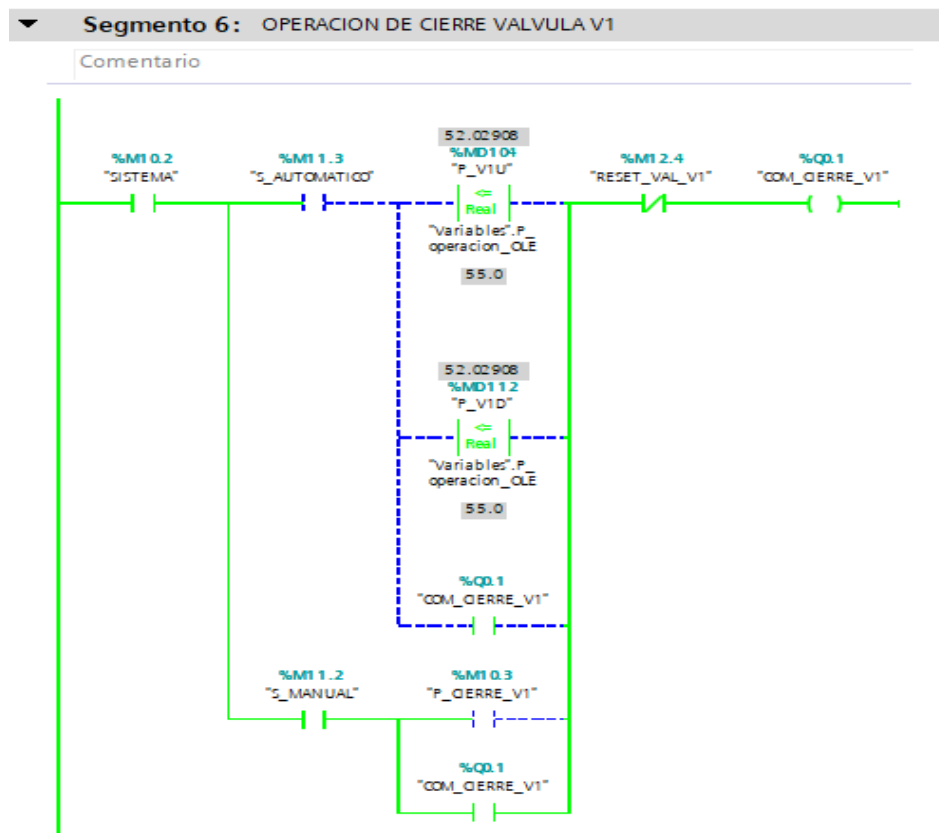 Segmento 6: OPERACION DE CIERRE VALVULA V1
Comentario
%M10.2
"SISTEMA"
%M11.3
"S_AUTOMATICO"
52.02908
%MD104
"P_V1U"
<=
Real
"Variables".P_
operacion_OLE
55.0
%M12.4
"RESET_VAL_V1"
%Q0.1
"COM_CIERRE_V1"
52.02908
%MD112
"P_V1D"
<=
Real
"Variables".P_
operacion_OLE
55.0
%Q0.1
"COM_CIERRE_V1"
%M11.2
"S_MANUAL"
%M10.3
"P_CIERRE_V1"
%Q0.1
"COM_CIERRE_V1"